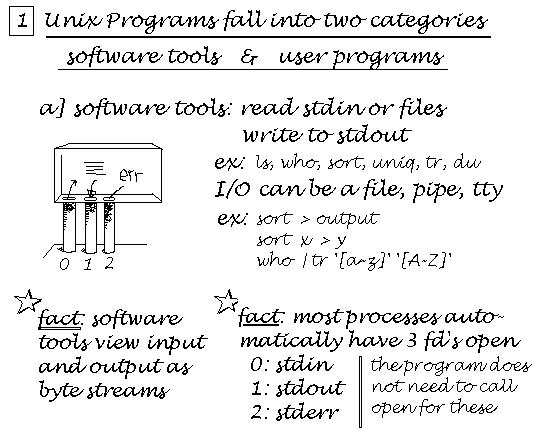 1 Unix Programs fall into two categories
software tools & user programs
a] software tools: read stdin or files
write to stdout
ex: ls, who, sort, uniq, tr, du
I/O can be a file, pipe, tty
ex: sort > output
sort x > y
who | tr '[a-z]' '[A-Z]'
err
0 1 2
fact: software
tools view input
and output as
byte streams
fact: most processes auto-
matically have 3 fd's open
0: stdin
1: stdout
2: stderr
the program does
not need to call
open for these